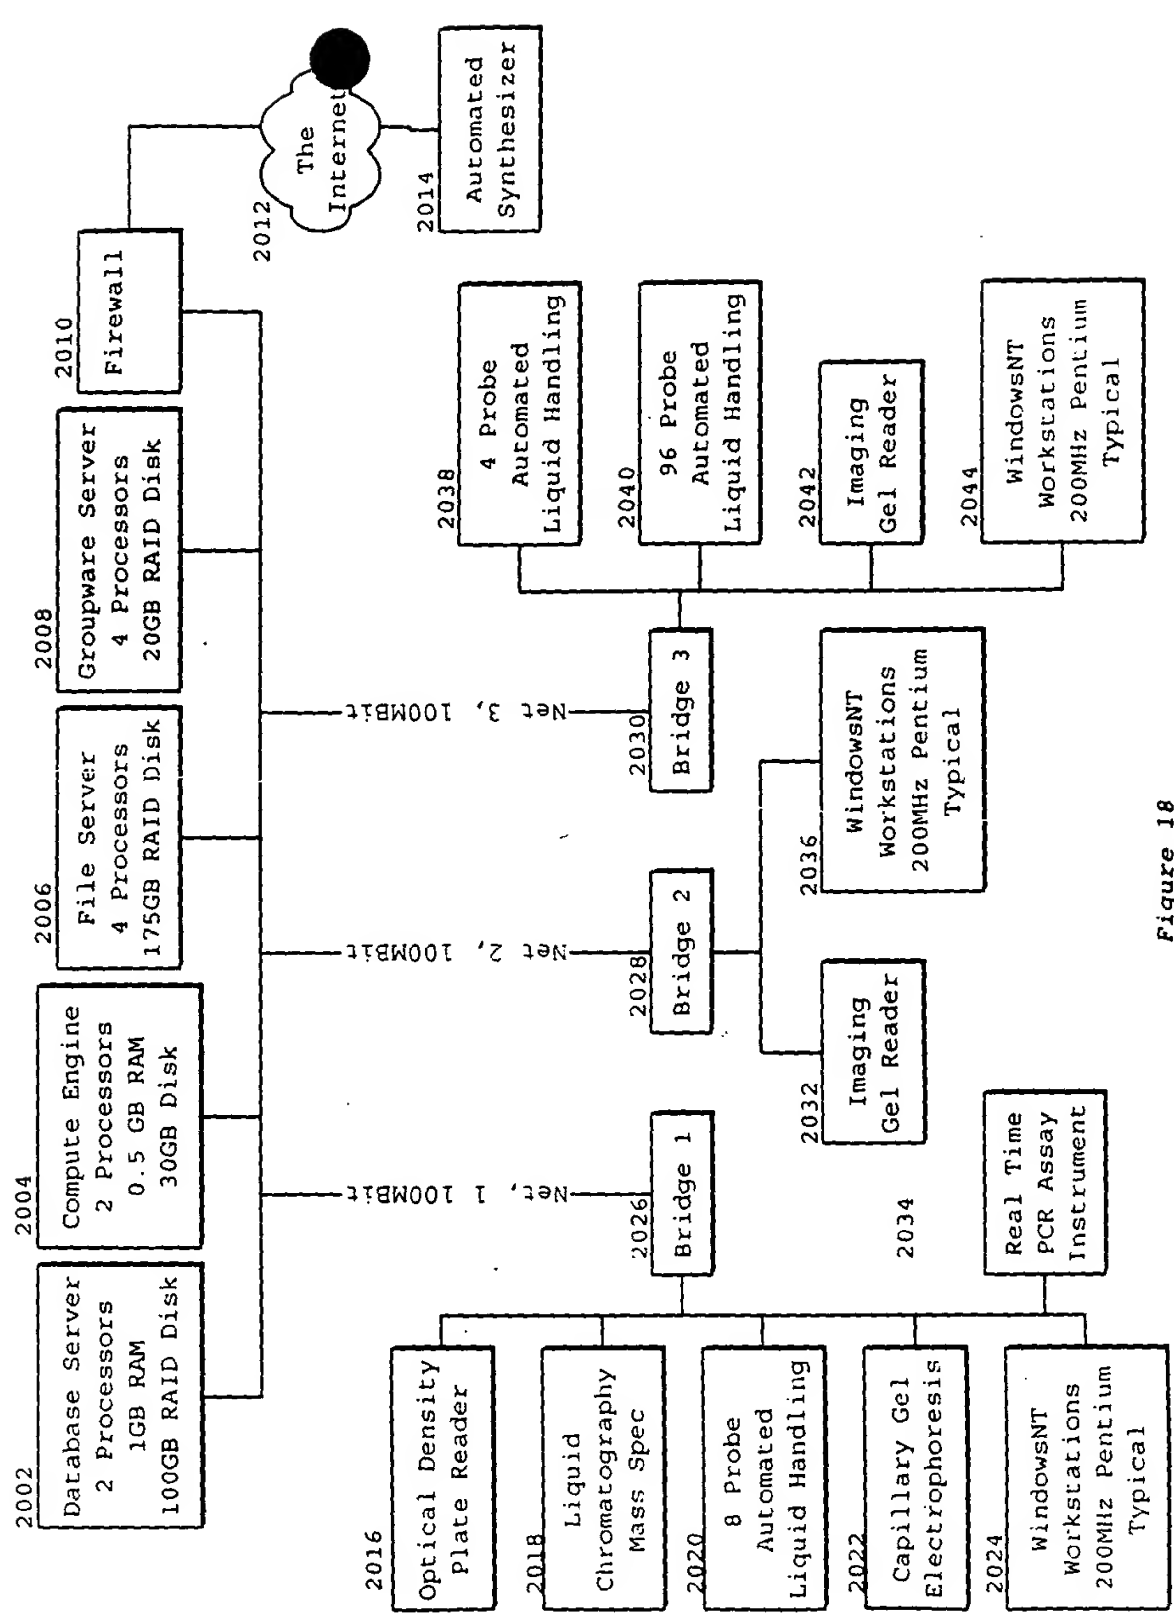 2002
Database Server
2 Processors
1GB RAM
100GB RAID Disk
2004
Compute Engine
2 Processors
0.5 GB RAM
30GB Disk
2006
File Server
4 Processors
175GB RAID Disk
2008
Groupware Server
4 Processors
20GB RAID Disk
2010
Firewall
2012
The
Internet
2014
Automated
Synthesizer
Net, 1 100MBit
Net 2, 100MBit
Net 3, 100MBit
2026
Bridge 1
2028
Bridge 2
2030
Bridge 3
2016
Optical Density
Plate Reader
2018
Liquid
Chromatography
Mass Spec
2020
8 Probe
Automated
Liquid Handling
2022
Capillary Gel
Electrophoresis
2024
WindowsNT
Workstations
200MHz Pentium
Typical
2034
Real Time
PCR Assay
Instrument
2032
Imaging
Gel Reader
2036
WindowsNT
Workstations
200MHz Pentium
Typical
2038
4 Probe
Automated
Liquid Handling
2040
96 Probe
Automated
Liquid Handling
2042
Imaging
Gel Reader
2044
WindowsNT
Workstations
200MHz Pentium
Typical
Figure 18